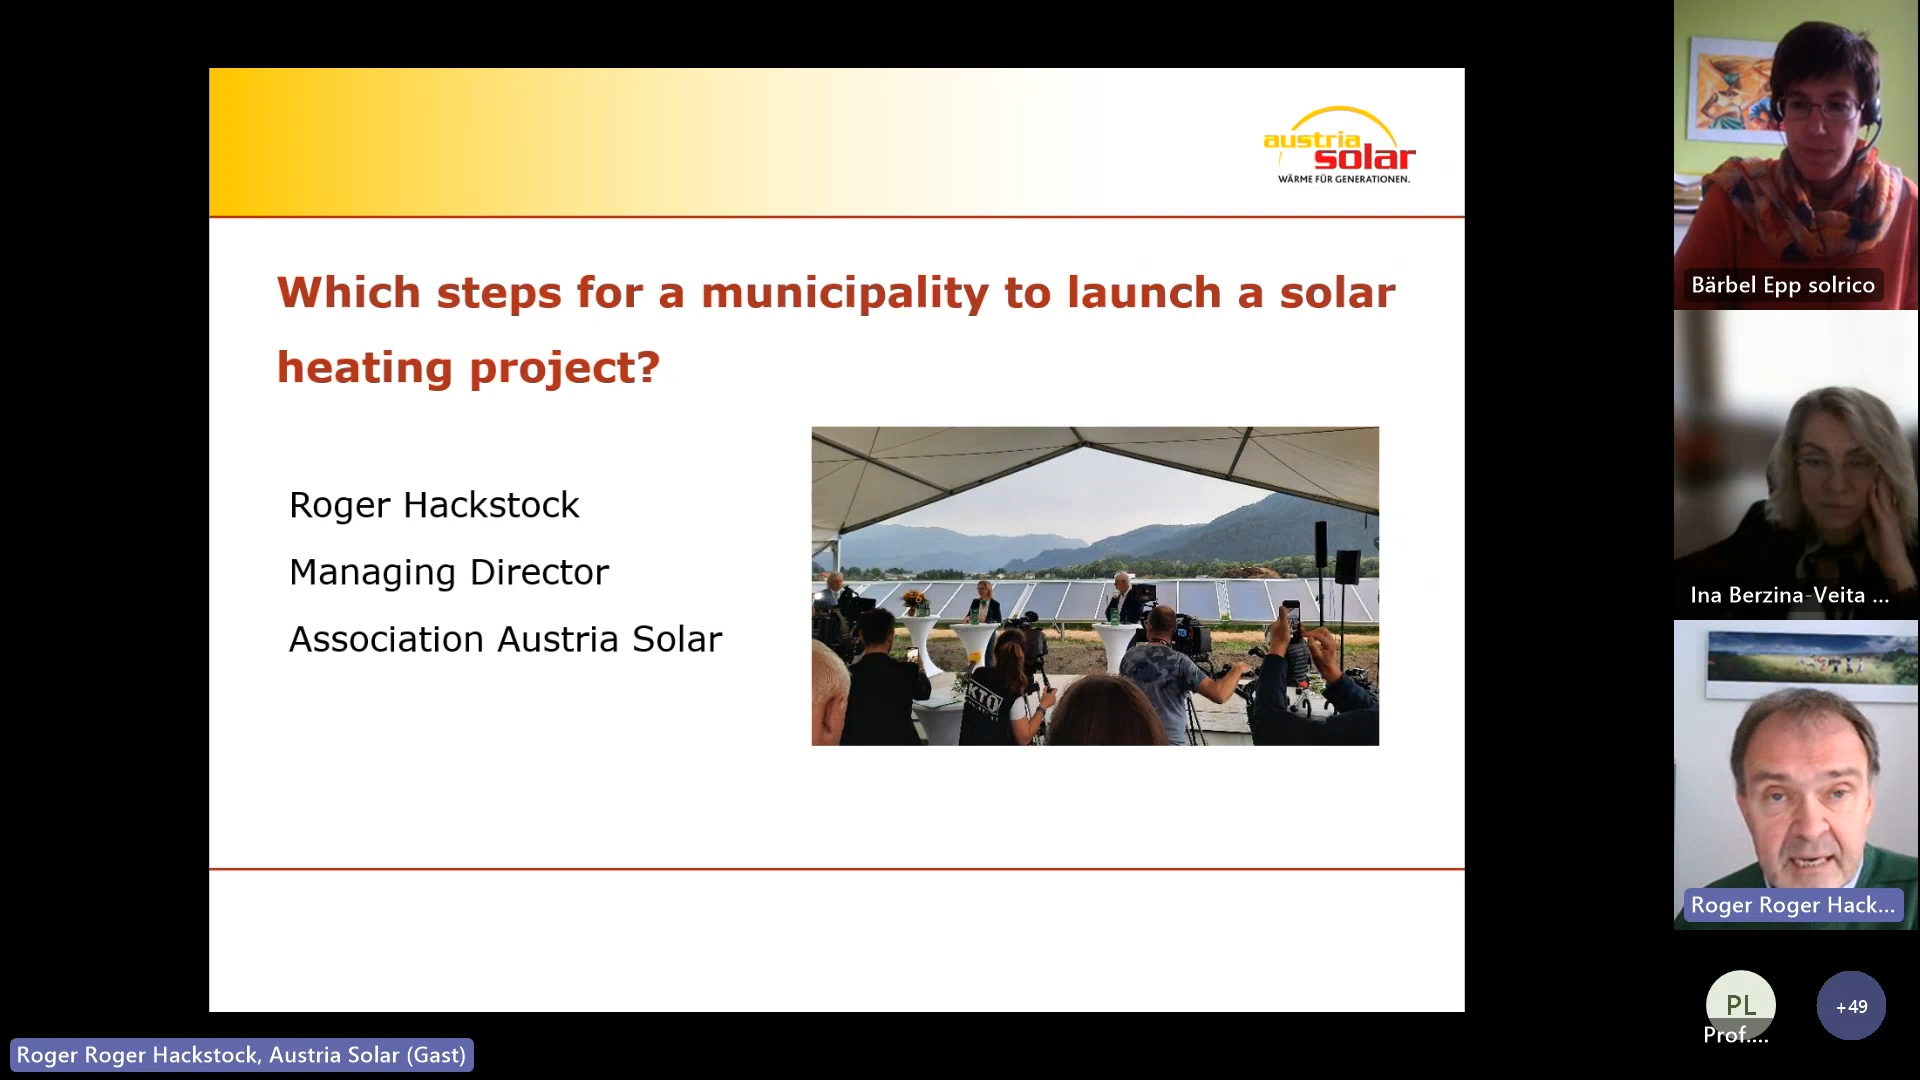 austria
solar
WÄRME FÜR GENERATIONEN.
Which steps for a municipality to launch a solar
heating project?
Roger Hackstock
Managing Director
Association Austria Solar
KTO
Bärbel Epp solrico
Ina Berzina-Veita ...
Roger Roger Hack...
PL
Prof....
+49
Roger Roger Hackstock, Austria Solar (Gast)